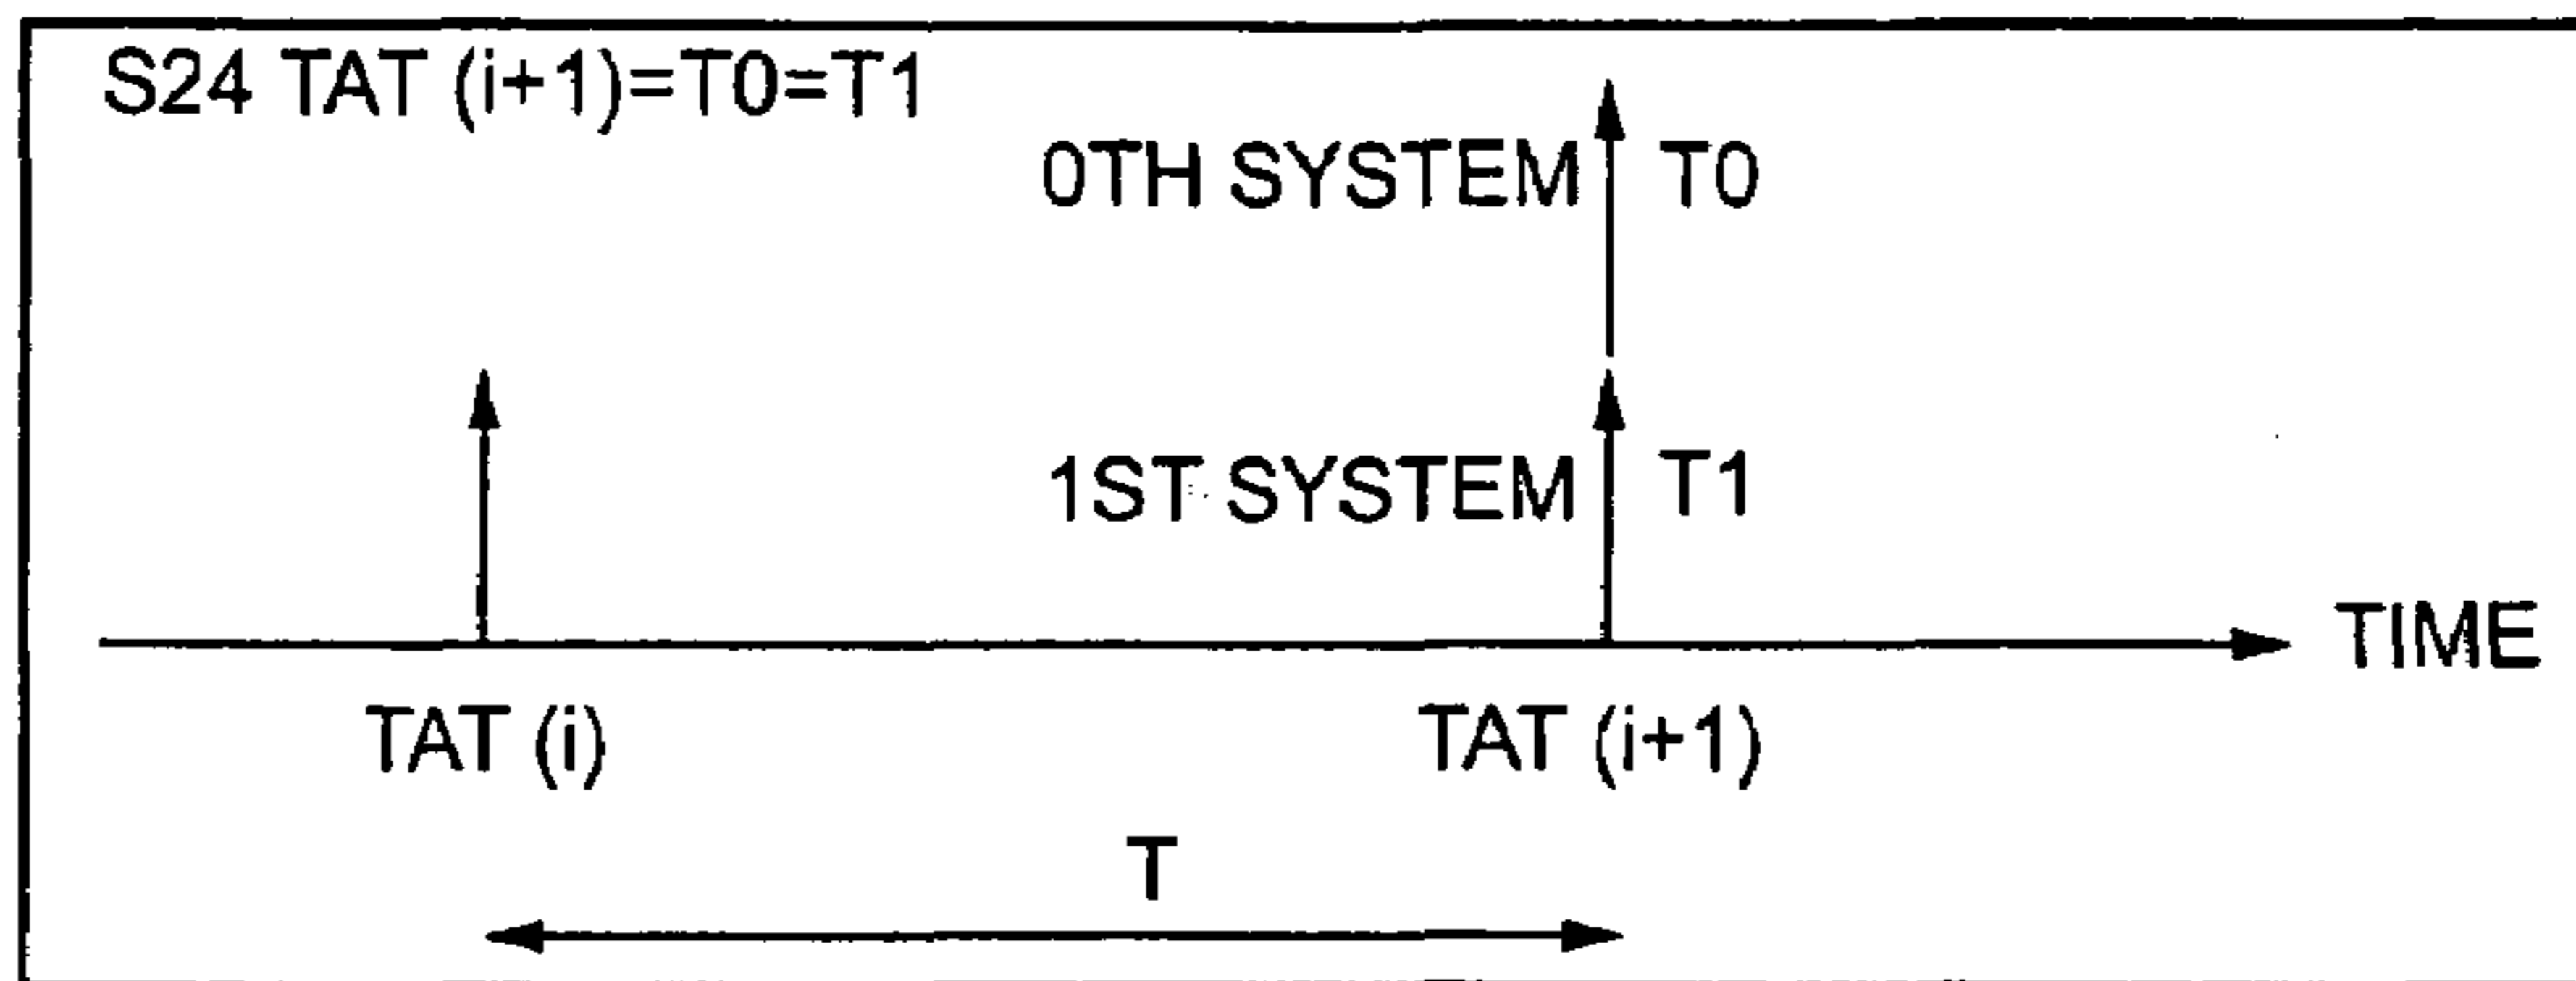 S24 TAT (i+1)=T0=T1
0TH SYSTEM T0
1ST SYSTEM T1
TIME
TAT (i) TAT (i+1)
T